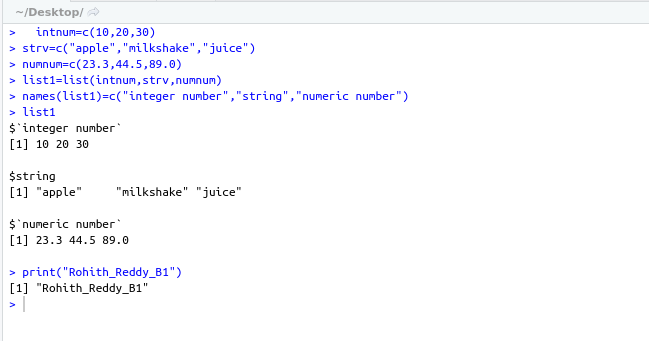 ~/Desktop/
>   intnum=c(10,20,30)
> strv=c("apple","milkshake","juice")
> numnum=c(23.3,44.5,89.0)
> list1=list(intnum,strv,numnum)
> names(list1)=c("integer number","string","numeric number")
> list1
$`integer number`
[1] 10 20 30
$string
[1] "apple"     "milkshake" "juice"
$`numeric number`
[1] 23.3 44.5 89.0
> print("Rohith_Reddy_B1")
[1] "Rohith_Reddy_B1"
>